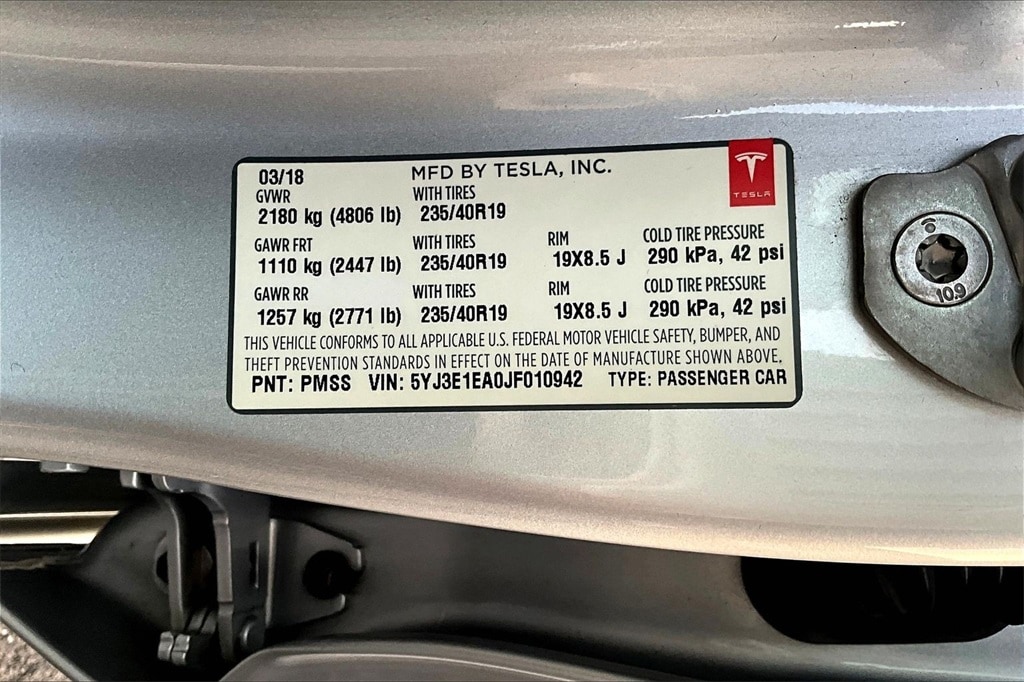 03/18 MFD BY TESLA, INC.
TESLA
GVWR WITH TIRES
2180 kg (4806 lb) 235/40R19
GAWR FRT WITH TIRES RIM COLD TIRE PRESSURE
1110 kg (2447 lb) 235/40R19 19X8.5 J 290 kPa, 42 psi
GAWR RR WITH TIRES RIM COLD TIRE PRESSURE
1257 kg (2771 lb) 235/40R19 19X8.5 J 290 kPa, 42 psi
THIS VEHICLE CONFORMS TO ALL APPLICABLE U.S. FEDERAL MOTOR VEHICLE SAFETY, BUMPER, AND
THEFT PREVENTION STANDARDS IN EFFECT ON THE DATE OF MANUFACTURE SHOWN ABOVE.
PNT: PMSS VIN: 5YJ3E1EA0JF010942 TYPE: PASSENGER CAR
10.9